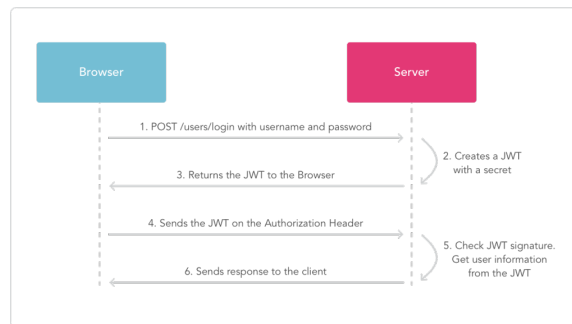 Browser
Server
1. POST /users/login with username and password
2. Creates a JWT
with a secret
3. Returns the JWT to the Browser
4. Sends the JWT on the Authorization Header
5. Check JWT signature.
Get user information
from the JWT
6. Sends response to the client